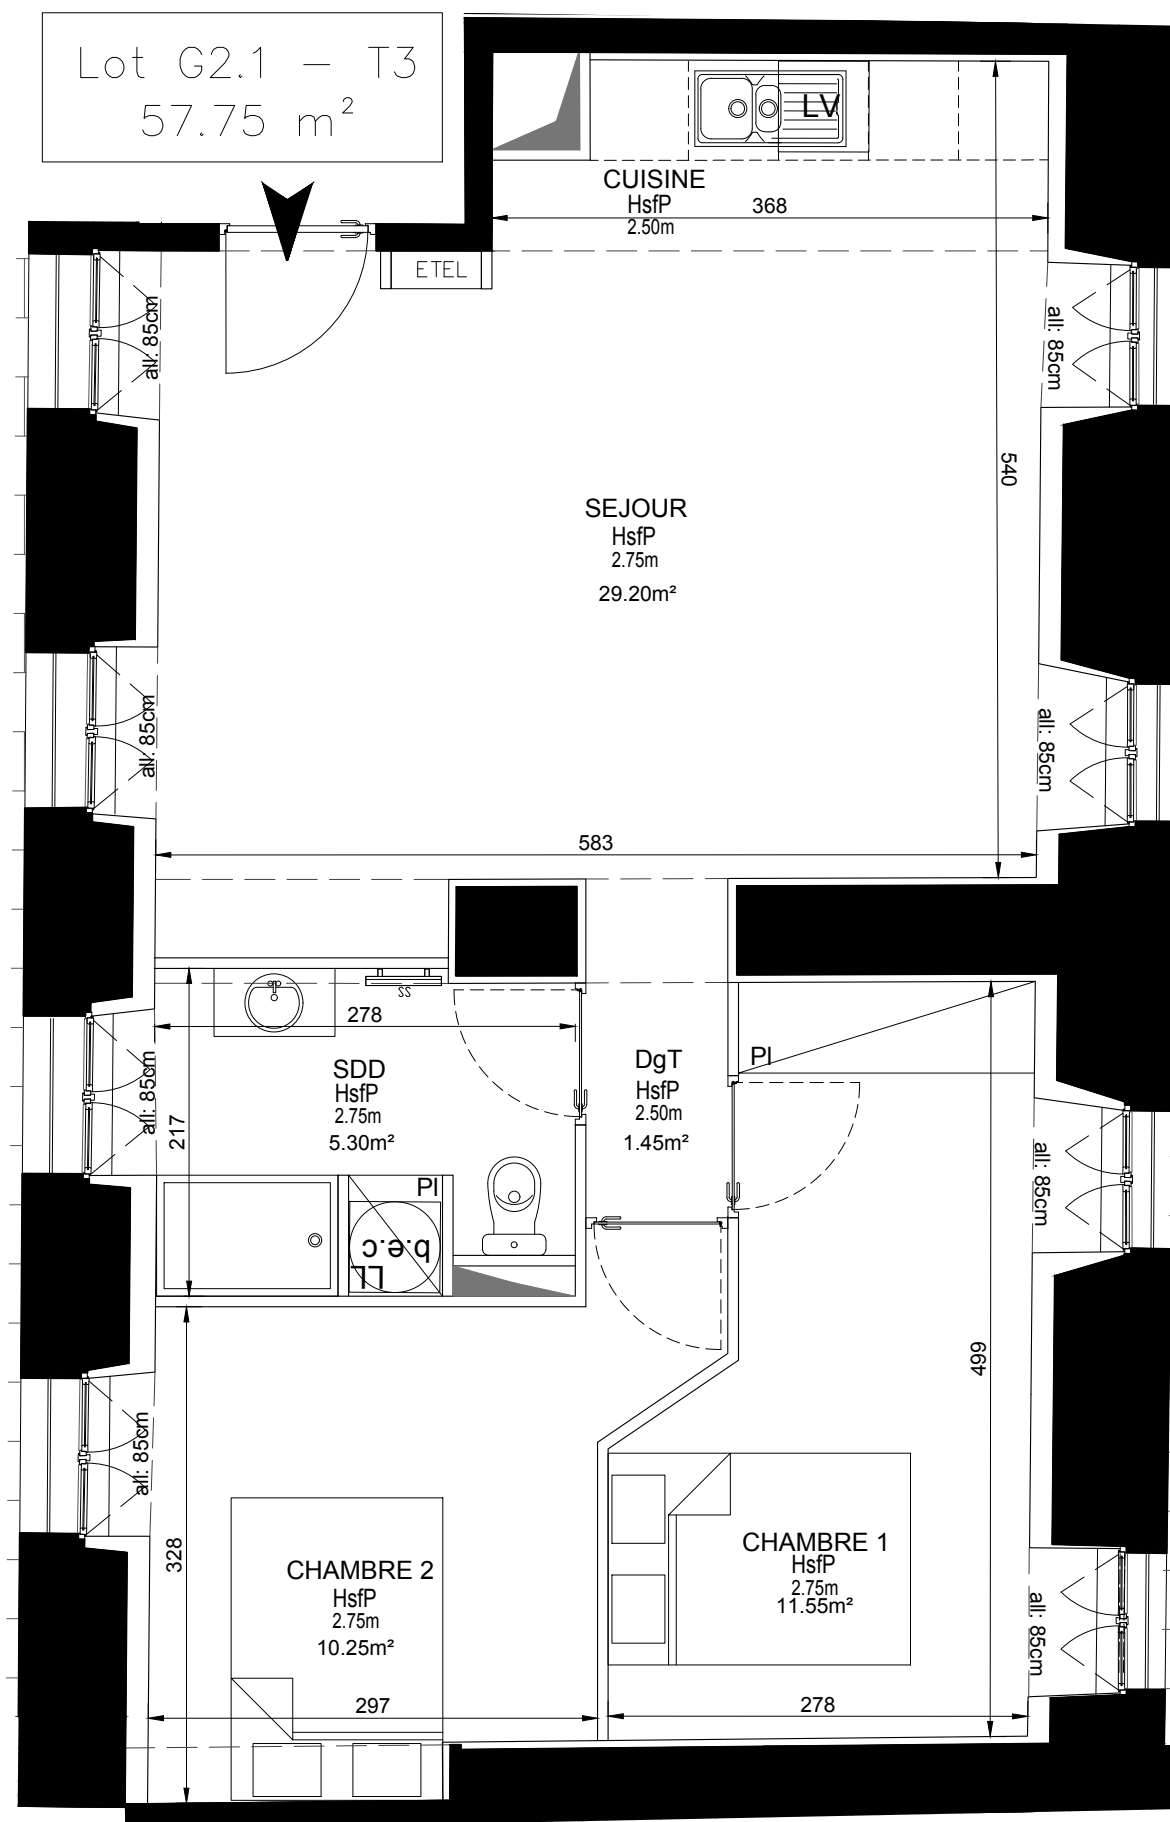 Lot G2.1 – T3
57.75 m²
LV
CUISINE
HsfP
2.50m
368
ETEL
all: 85cm
all: 85cm
540
SEJOUR
HsfP
2.75m
29.20m²
all: 85cm
all: 85cm
583
278
SDD
HsfP
2.75m
5.30m²
SS
all: 85cm
217
DgT
HsfP
2.50m
1.45m²
Pl
all: 85cm
Pl
b.e.c
LL
499
all: 85cm
328
CHAMBRE 2
HsfP
2.75m
10.25m²
CHAMBRE 1
HsfP
2.75m
11.55m²
all: 85cm
297
278